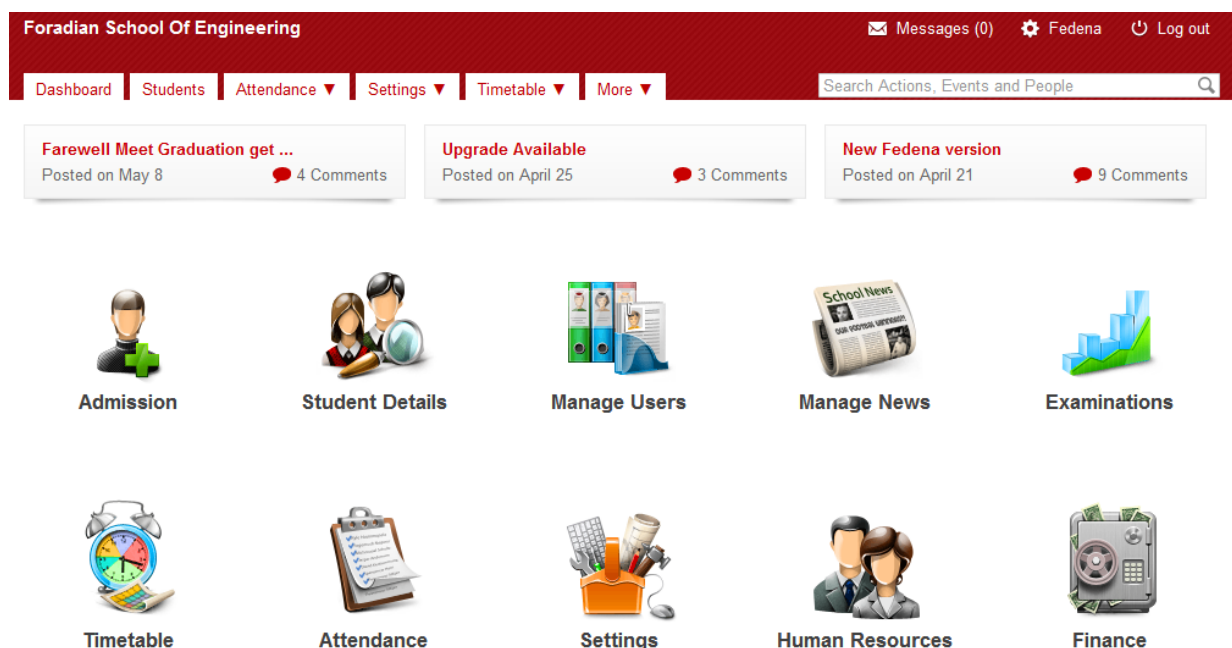 Foradian School Of Engineering
Messages (0) Fedena Log out
Dashboard Students Attendance ▼ Settings ▼ Timetable ▼ More ▼ Search Actions, Events and People
Farewell Meet Graduation get ...
Posted on May 8 4 Comments
Upgrade Available
Posted on April 25 3 Comments
New Fedena version
Posted on April 21 9 Comments
School News
OUR FOOTBALL WINNERS!!!
Admission Student Details Manage Users Manage News Examinations
Timetable Attendance Settings Human Resources Finance